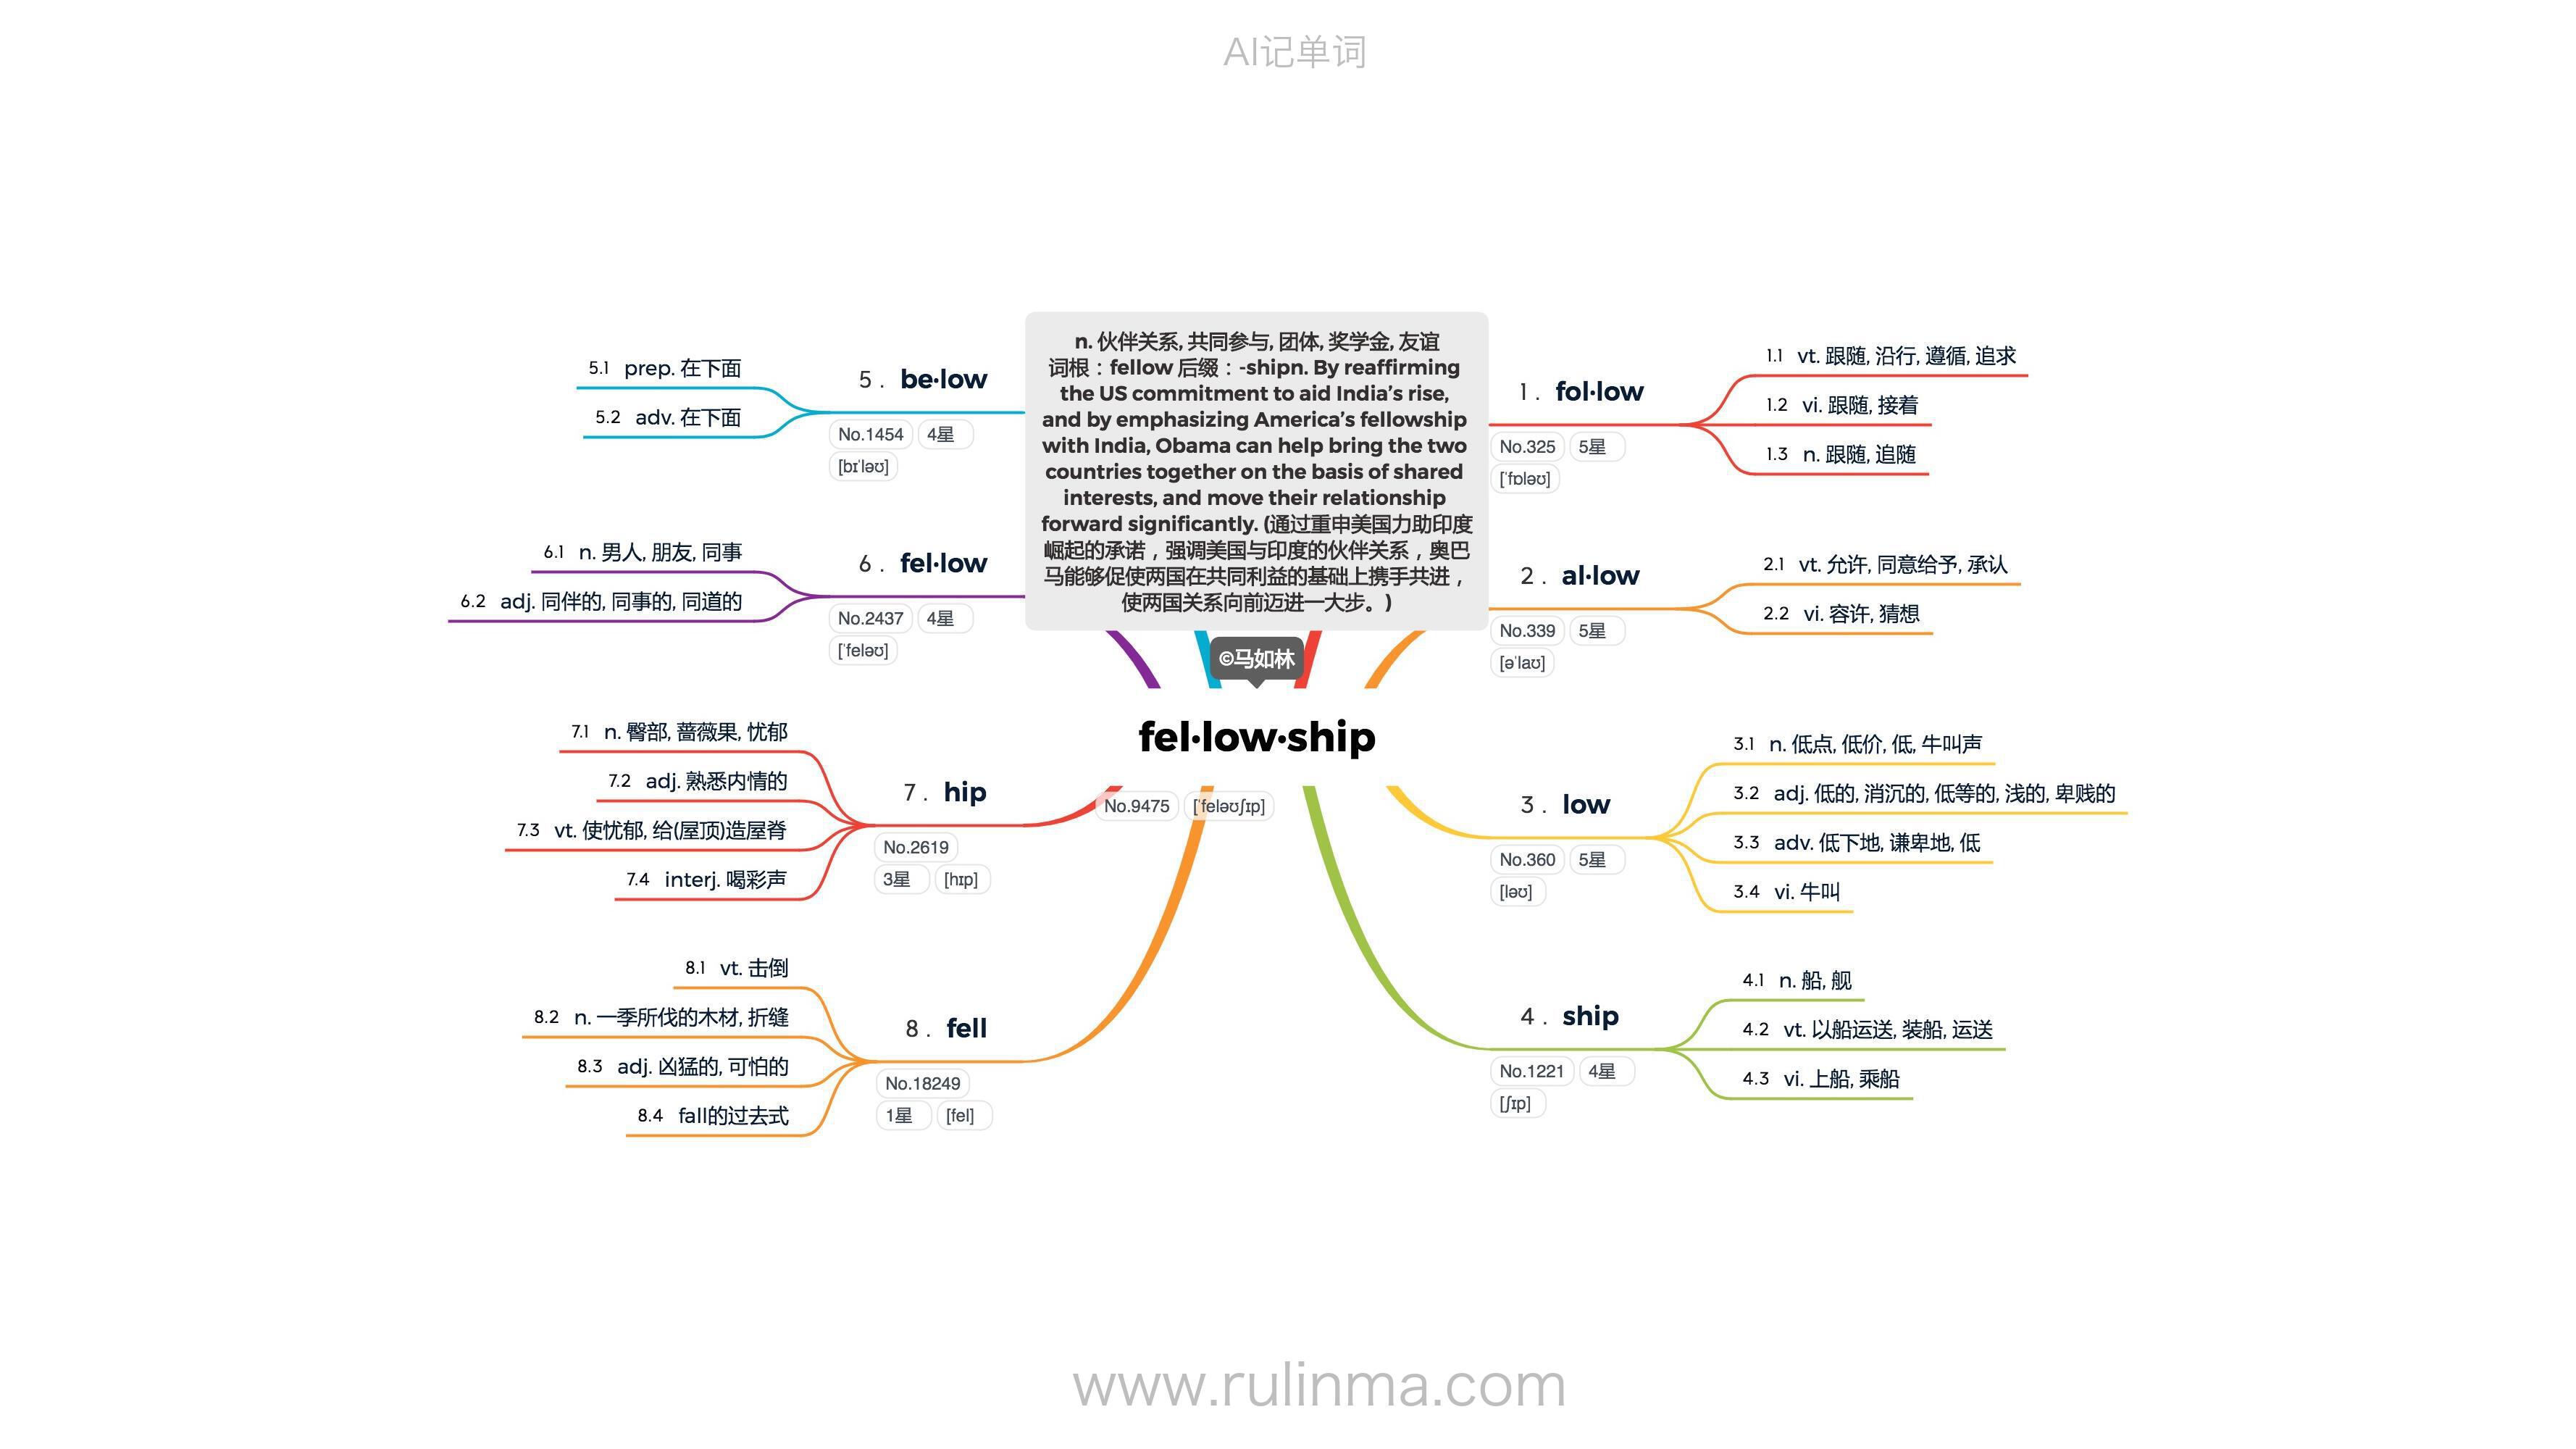 AI记单词
n. 伙伴关系, 共同参与, 团体, 奖学金, 友谊
词根：fellow 后缀：-shipn. By reaffirming
the US commitment to aid India’s rise,
and by emphasizing America’s fellowship
with India, Obama can help bring the two
countries together on the basis of shared
interests, and move their relationship
forward significantly. (通过重申美国力助印度
崛起的承诺，强调美国与印度的伙伴关系，奥巴
马能够促使两国在共同利益的基础上携手共进，
使两国关系向前迈进一大步。)
©马如林
fel·low·ship
No.9475 [ˈfeləʊʃɪp]
1. fol·low
No.325 5星
[ˈfɒləʊ]
1.1 vt. 跟随, 沿行, 遵循, 追求
1.2 vi. 跟随, 接着
1.3 n. 跟随, 追随
2. al·low
No.339 5星
[əˈlaʊ]
2.1 vt. 允许, 同意给予, 承认
2.2 vi. 容许, 猜想
3. low
No.360 5星
[ləʊ]
3.1 n. 低点, 低价, 低, 牛叫声
3.2 adj. 低的, 消沉的, 低等的, 浅的, 卑贱的
3.3 adv. 低下地, 谦卑地, 低
3.4 vi. 牛叫
4. ship
No.1221 4星
[ʃɪp]
4.1 n. 船, 舰
4.2 vt. 以船运送, 装船, 运送
4.3 vi. 上船, 乘船
5. be·low
No.1454 4星
[bɪˈləʊ]
5.1 prep. 在下面
5.2 adv. 在下面
6. fel·low
No.2437 4星
[ˈfeləʊ]
6.1 n. 男人, 朋友, 同事
6.2 adj. 同伴的, 同事的, 同道的
7. hip
No.2619
3星 [hɪp]
7.1 n. 臀部, 蔷薇果, 忧郁
7.2 adj. 熟悉内情的
7.3 vt. 使忧郁, 给(屋顶)造屋脊
7.4 interj. 喝彩声
8. fell
No.18249
1星 [fel]
8.1 vt. 击倒
8.2 n. 一季所伐的木材, 折缝
8.3 adj. 凶猛的, 可怕的
8.4 fall的过去式
www.rulinma.com